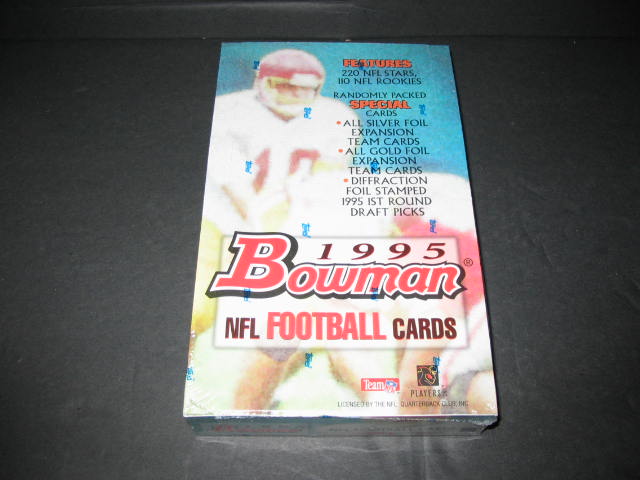 FEATURES
220 NFL STARS,
110 NFL ROOKIES
RANDOMLY PACKED
SPECIAL
CARDS
• ALL SILVER FOIL
EXPANSION
TEAM CARDS
• ALL GOLD FOIL
EXPANSION
TEAM CARDS
• DIFFRACTION
FOIL STAMPED
1995 1ST ROUND
DRAFT PICKS
10
1995
Bowman®
NFL FOOTBALL CARDS
Team NFL
PLAYERS
LICENSED BY THE NFL QUARTERBACK CLUB, INC.